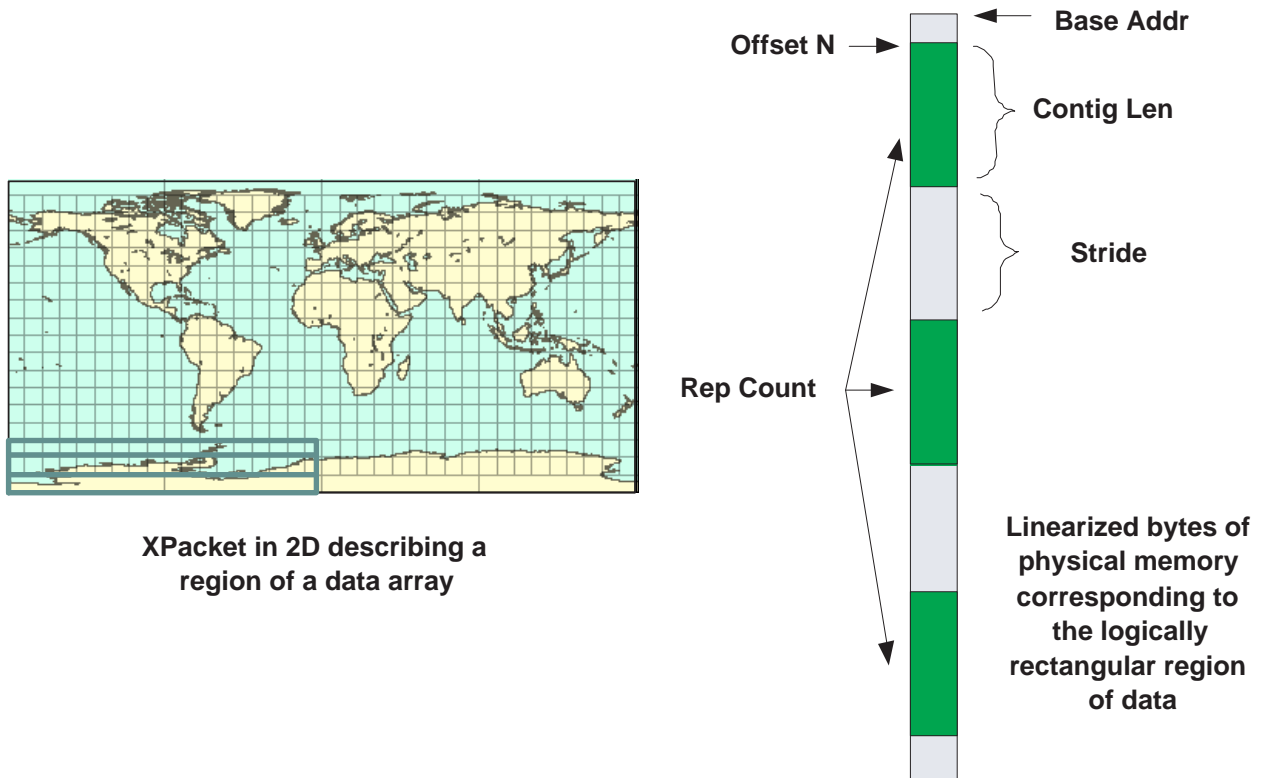 Base Addr
Offset N
Contig Len
Stride
Rep Count
XPacket in 2D describing a
region of a data array
Linearized bytes of
physical memory
corresponding to
the logically
rectangular region
of data